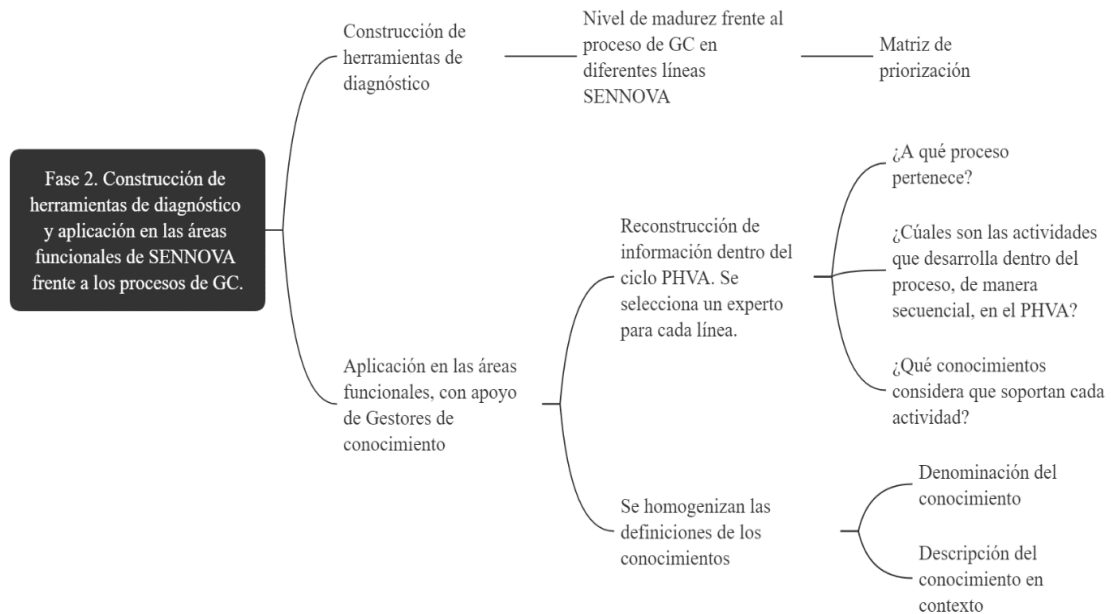 Fase 2. Construcción de
herramientas de diagnóstico
y aplicación en las áreas
funcionales de SENNOVA
frente a los procesos de GC.
Construcción de
herramientas de
diagnóstico
Nivel de madurez frente al
proceso de GC en
diferentes líneas
SENNOVA
Matriz de
priorización
Aplicación en las áreas
funcionales, con apoyo
de Gestores de
conocimiento
Reconstrucción de
información dentro del
ciclo PHVA. Se
selecciona un experto
para cada línea.
¿A qué proceso
pertenece?
¿Cúales son las actividades
que desarrolla dentro del
proceso, de manera
secuencial, en el PHVA?
¿Qué conocimientos
considera que soportan cada
actividad?
Se homogenizan las
definiciones de los
conocimientos
Denominación del
conocimiento
Descripción del
conocimiento en
contexto